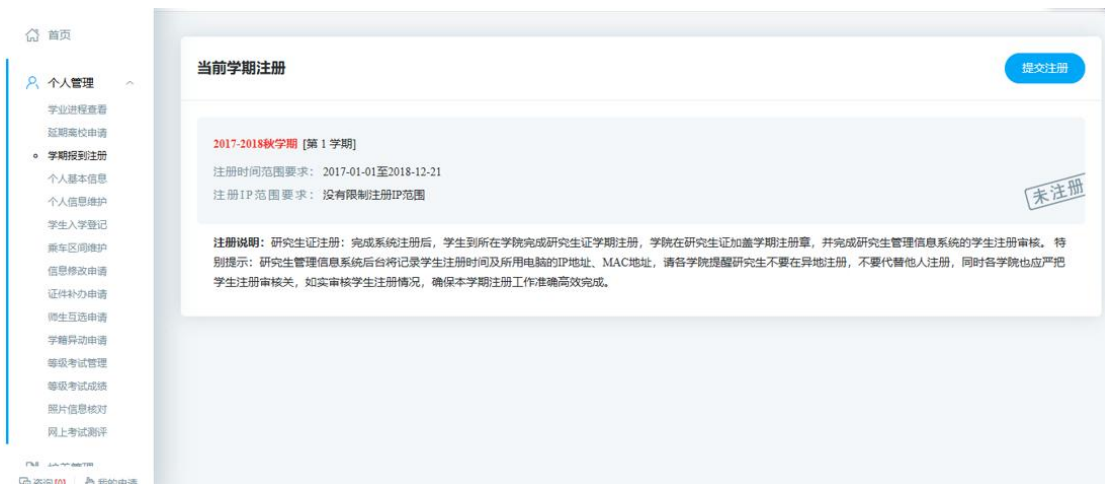 首页
个人管理
学业进程查看
延期离校申请
学期报到注册
个人基本信息
个人信息维护
学生入学登记
乘车区间维护
信息修改申请
证件补办申请
师生互选申请
学籍异动申请
等级考试管理
等级考试成绩
照片信息核对
网上考试测评
我的申请
当前学期注册
提交注册
2017-2018秋学期 [第 1 学期]
注册时间范围要求： 2017-01-01至2018-12-21
注册IP范围要求： 没有限制注册IP范围
未注册
注册说明：研究生证注册：完成系统注册后，学生到所在学院完成研究生证学期注册，学院在研究生证加盖学期注册章，并完成研究生管理信息系统的学生注册审核。 特
别提示：研究生管理信息系统后台将记录学生注册时间及所用电脑的IP地址、MAC地址，请各学院提醒研究生不要在异地注册，不要代替他人注册，同时各学院也应严把
学生注册审核关，如实审核学生注册情况，确保本学期注册工作准确高效完成。